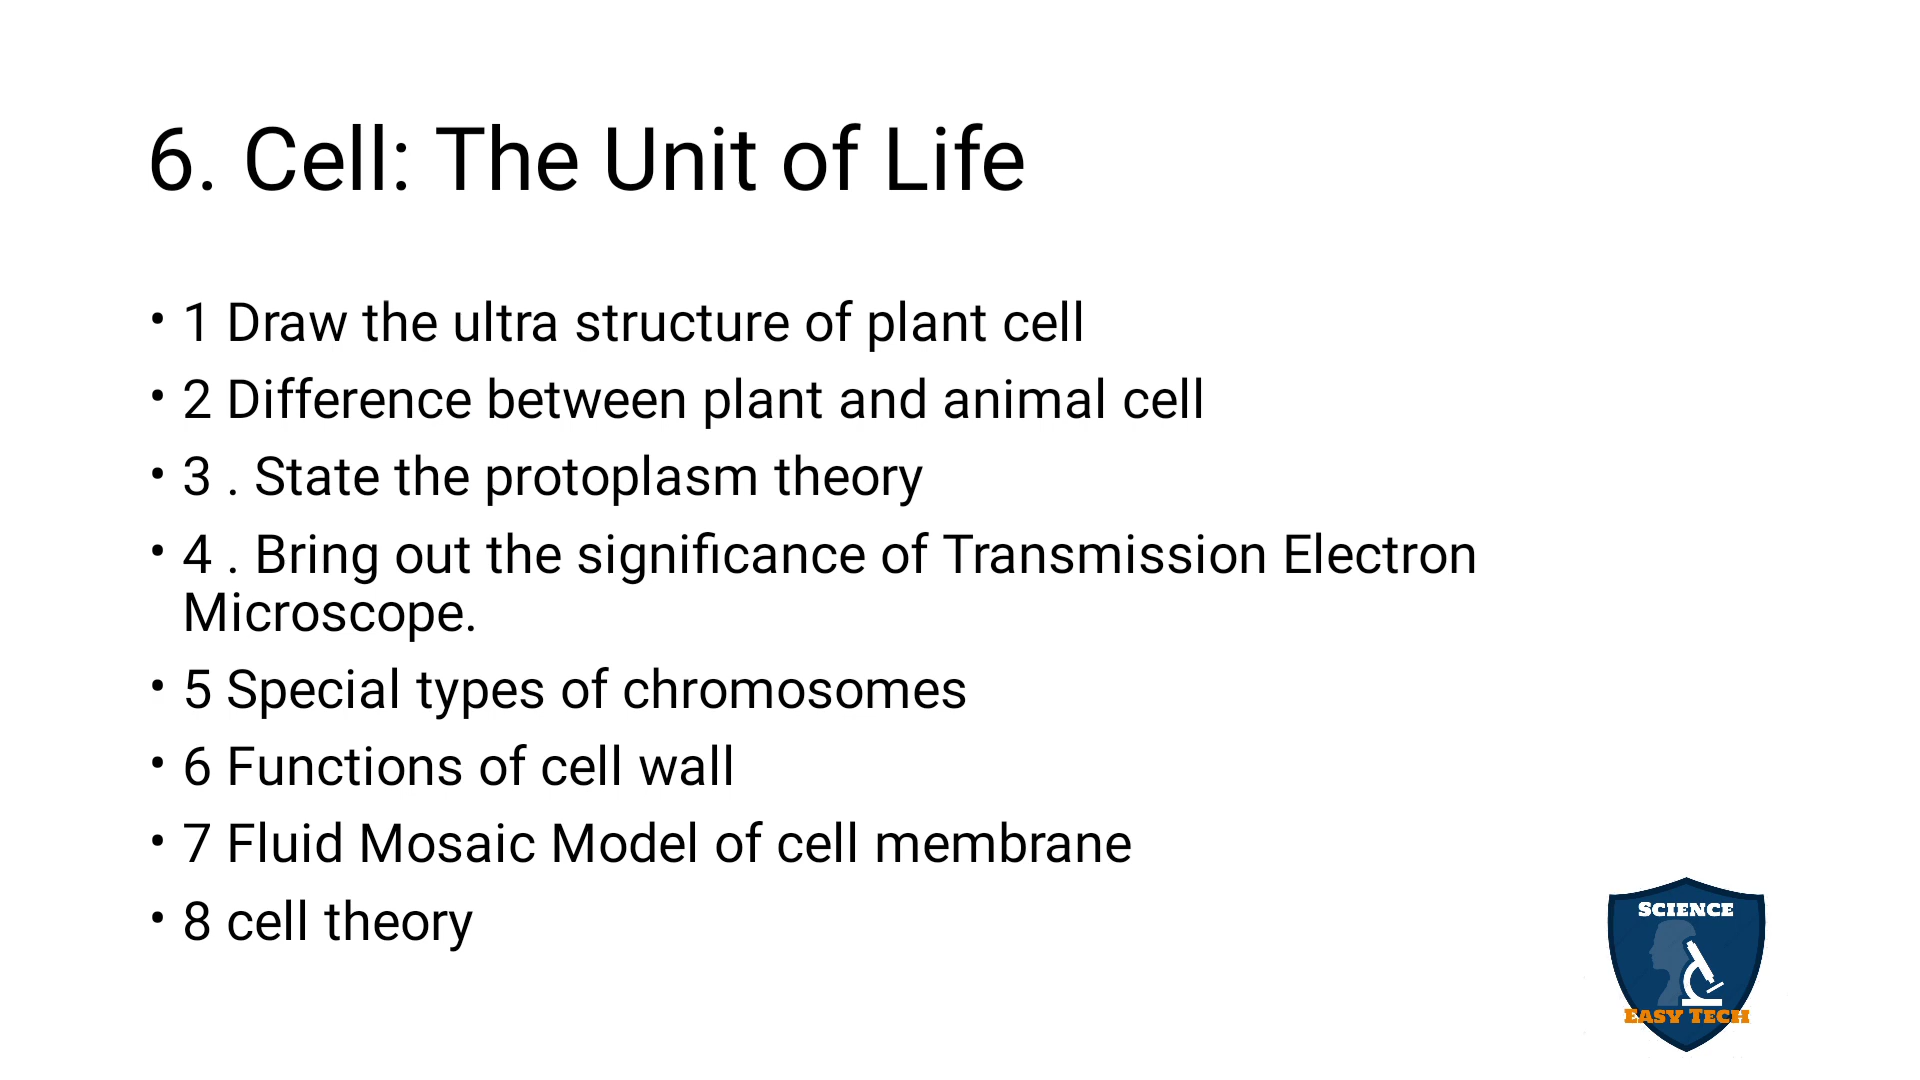 6. Cell: The Unit of Life
• 1 Draw the ultra structure of plant cell
• 2 Difference between plant and animal cell
• 3 . State the protoplasm theory
• 4 . Bring out the significance of Transmission Electron
Microscope.
• 5 Special types of chromosomes
• 6 Functions of cell wall
• 7 Fluid Mosaic Model of cell membrane
• 8 cell theory
SCIENCE
EASY TECH